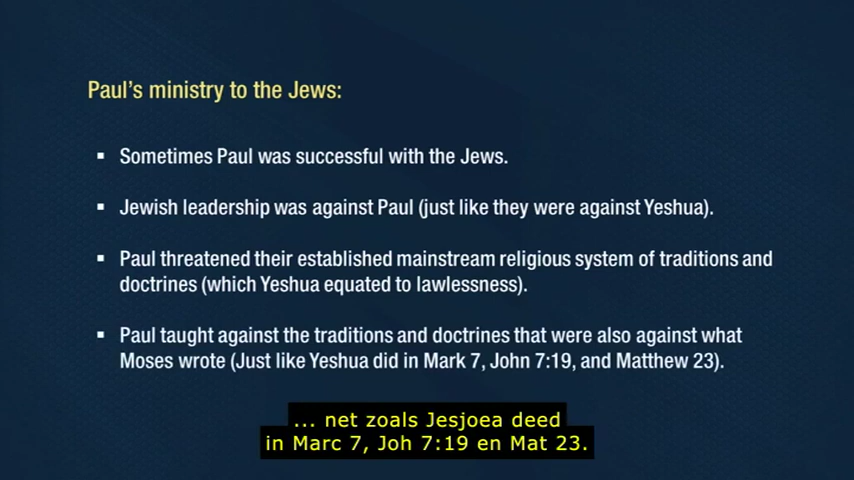 Paul's ministry to the Jews:
▪ Sometimes Paul was successful with the Jews.
▪ Jewish leadership was against Paul (just like they were against Yeshua).
▪ Paul threatened their established mainstream religious system of traditions and
doctrines (which Yeshua equated to lawlessness).
▪ Paul taught against the traditions and doctrines that were also against what
Moses wrote (Just like Yeshua did in Mark 7, John 7:19, and Matthew 23).
... net zoals Jesjoea deed
in Marc 7, Joh 7:19 en Mat 23.